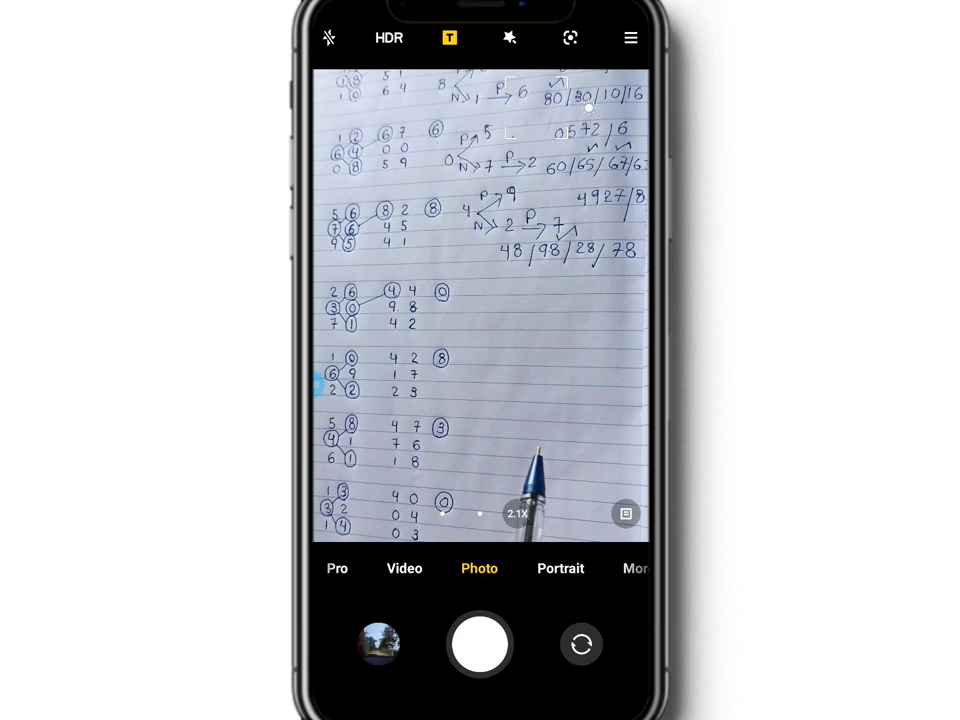 HDR T
1 8 5 1
1 0 6 4 8 N 1 P 6 80/30/10/16
1 2 6 7 6 P 5 0572/6
6 4 0 0 0
0 8 5 9 N 7 P 2 60/65/67/6
5 6 8 2 8 4 P 9 4927/8
7 6 4 5 N 2 P 7
9 5 4 1 48/98/28/78
2 6 4 4 0
3 0 9 8
7 1 4 2
1 0 4 2 8
6 9 1 7
2 2 2 3
5 8 4 7 3
4 1 7 6
6 1 1 8
1 3 4 0 0
3 2 0 4
1 4 0 3
2.1X
Pro Video Photo Portrait Mor